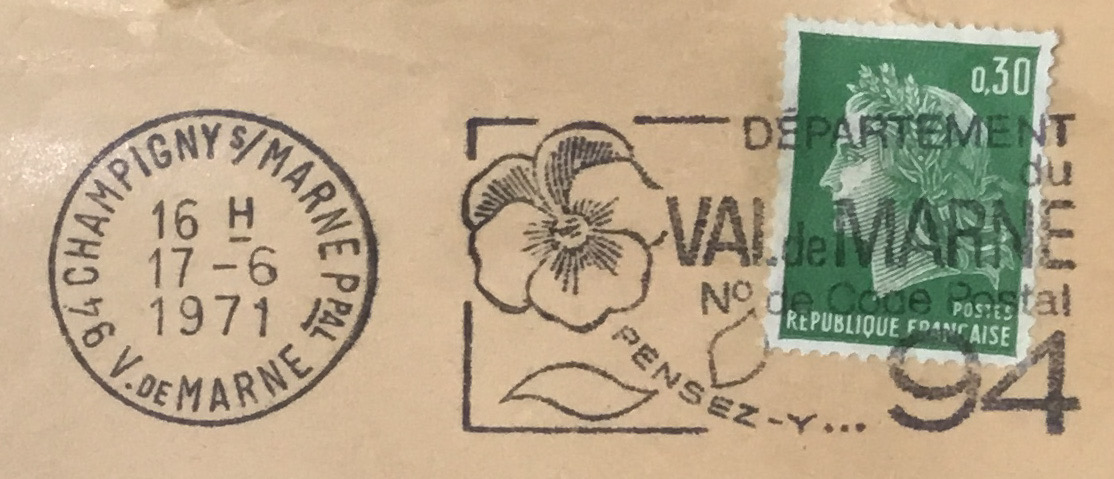 94 CHAMPIGNY S/MARNE PPAL
16 H
17 - 6
1971
V. DE MARNE
DÉPARTEMENT
du
VAL de MARNE
No de Code Postal
94
PENSEZ-Y...
0,30
POSTES
REPUBLIQUE FRANÇAISE